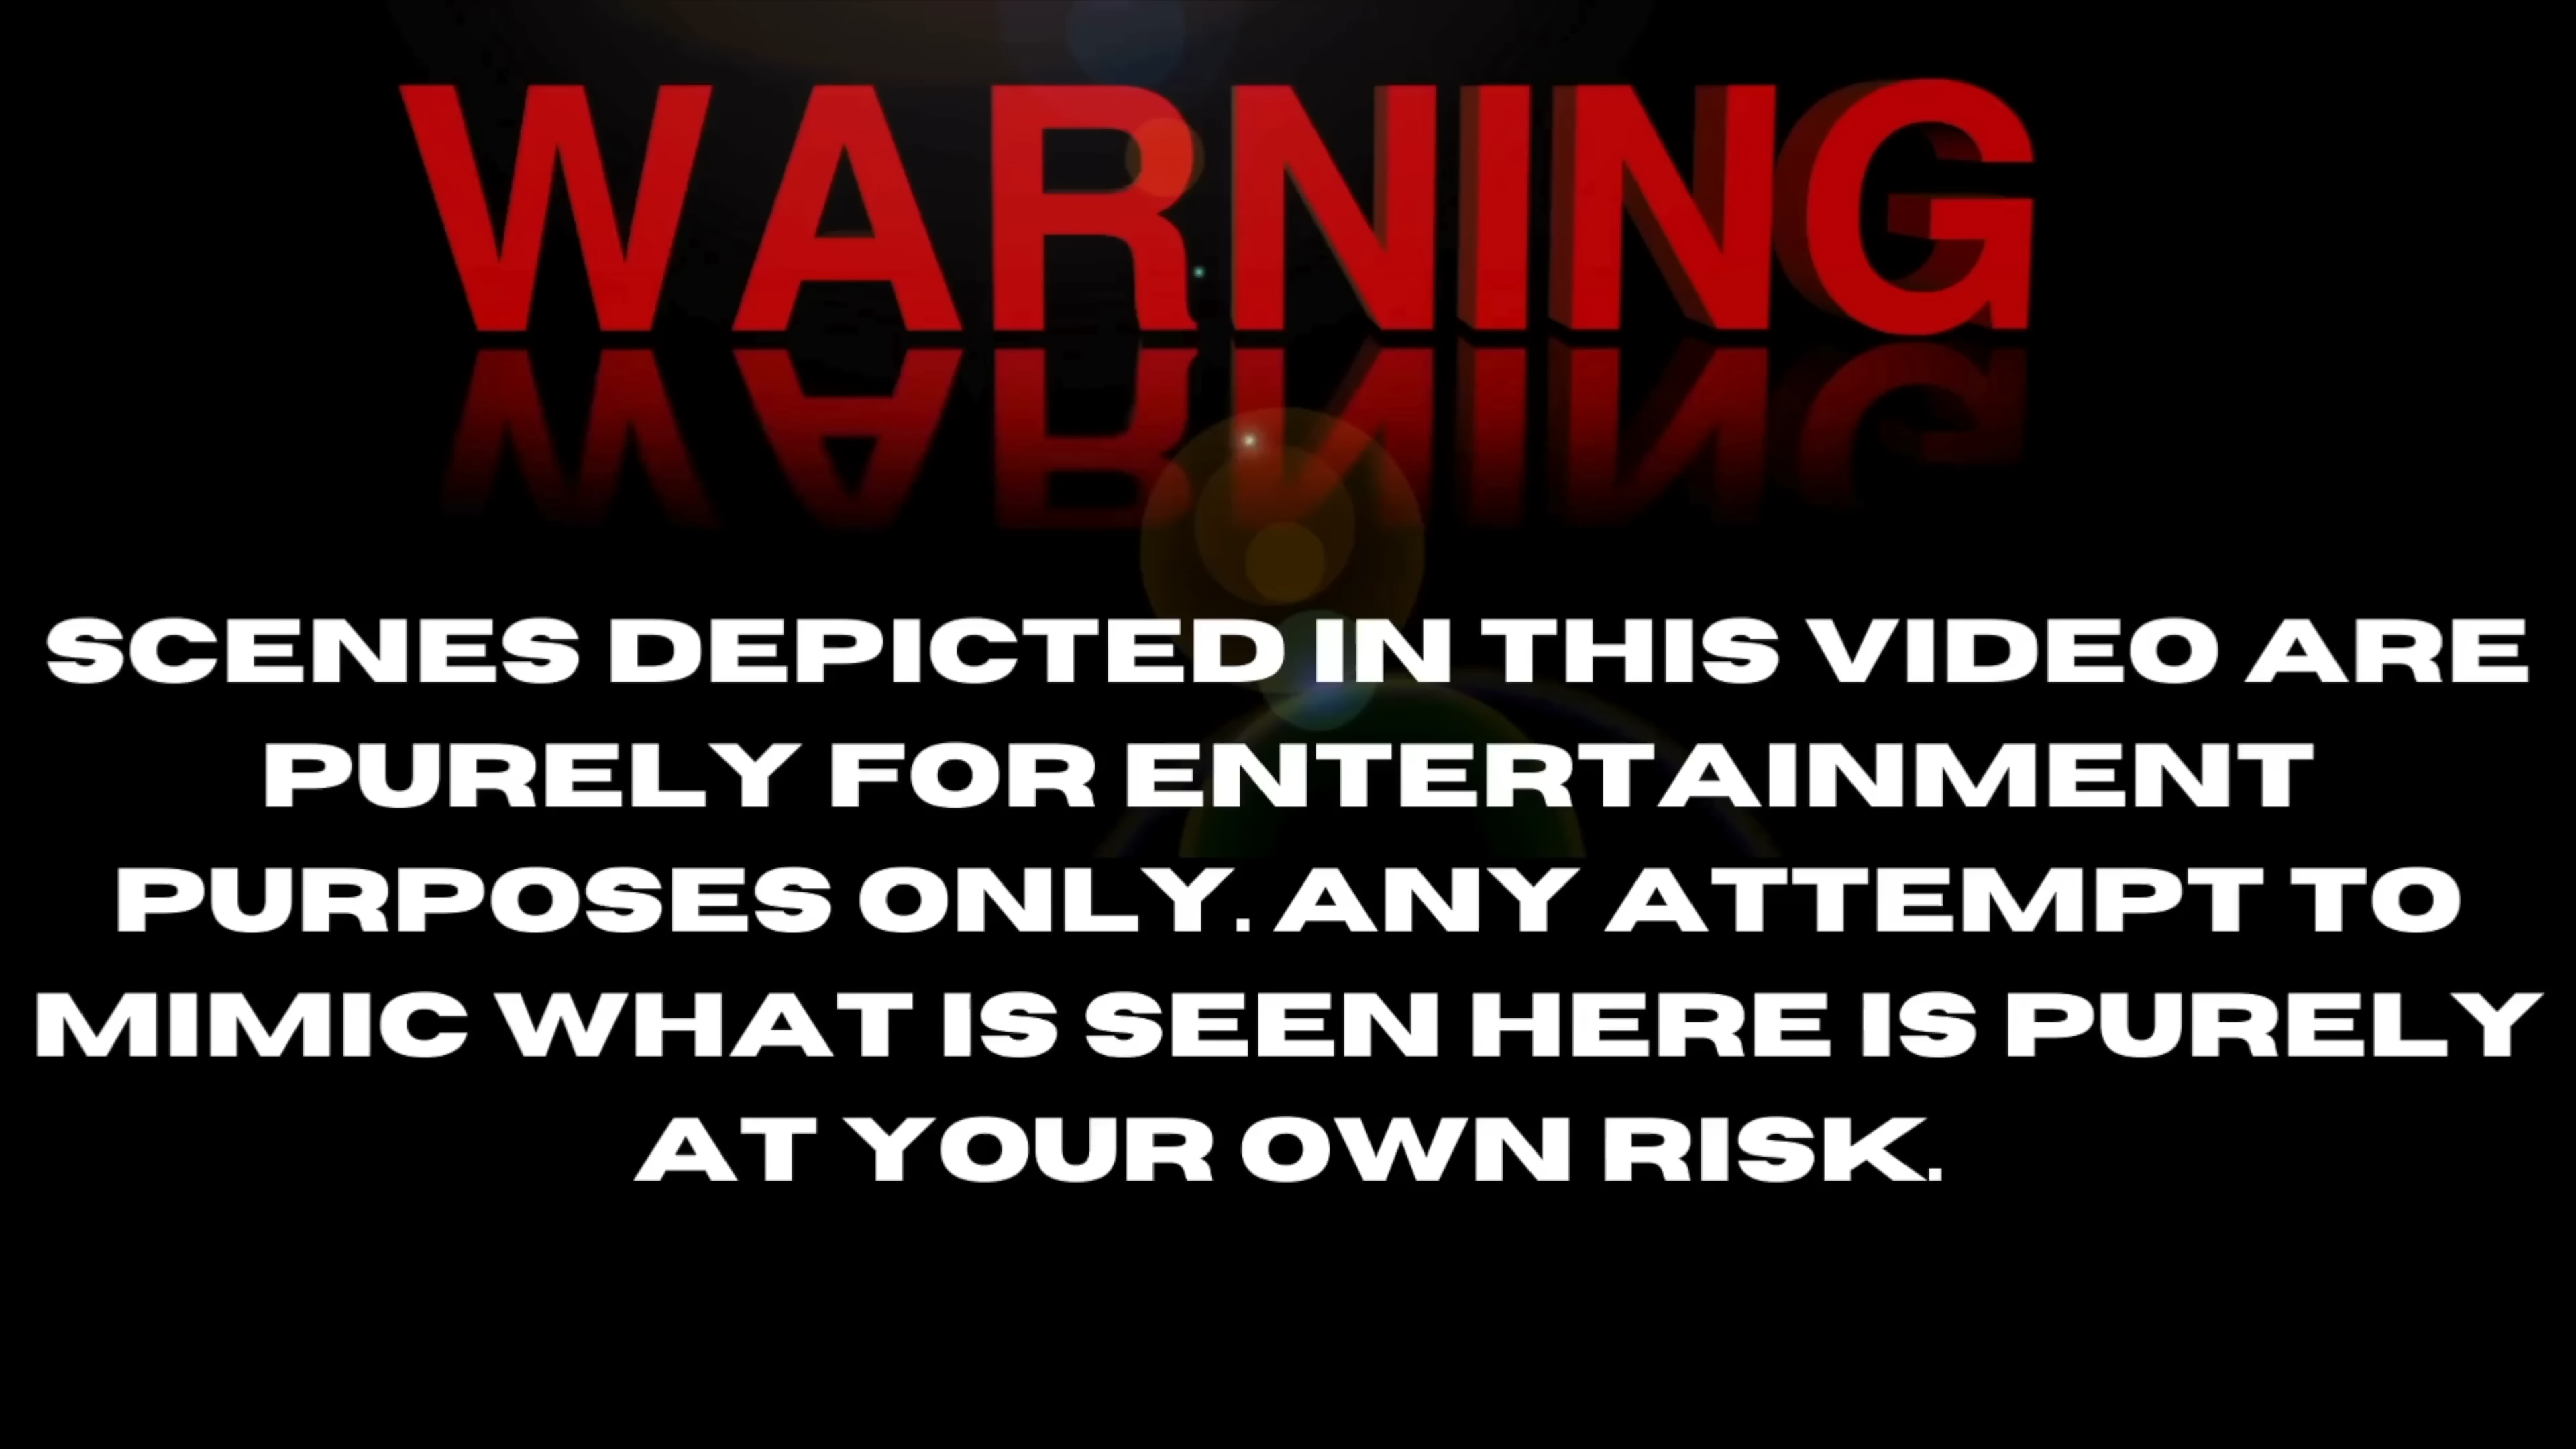 WARNING
SCENES DEPICTED IN THIS VIDEO ARE
PURELY FOR ENTERTAINMENT
PURPOSES ONLY. ANY ATTEMPT TO
MIMIC WHAT IS SEEN HERE IS PURELY
AT YOUR OWN RISK.